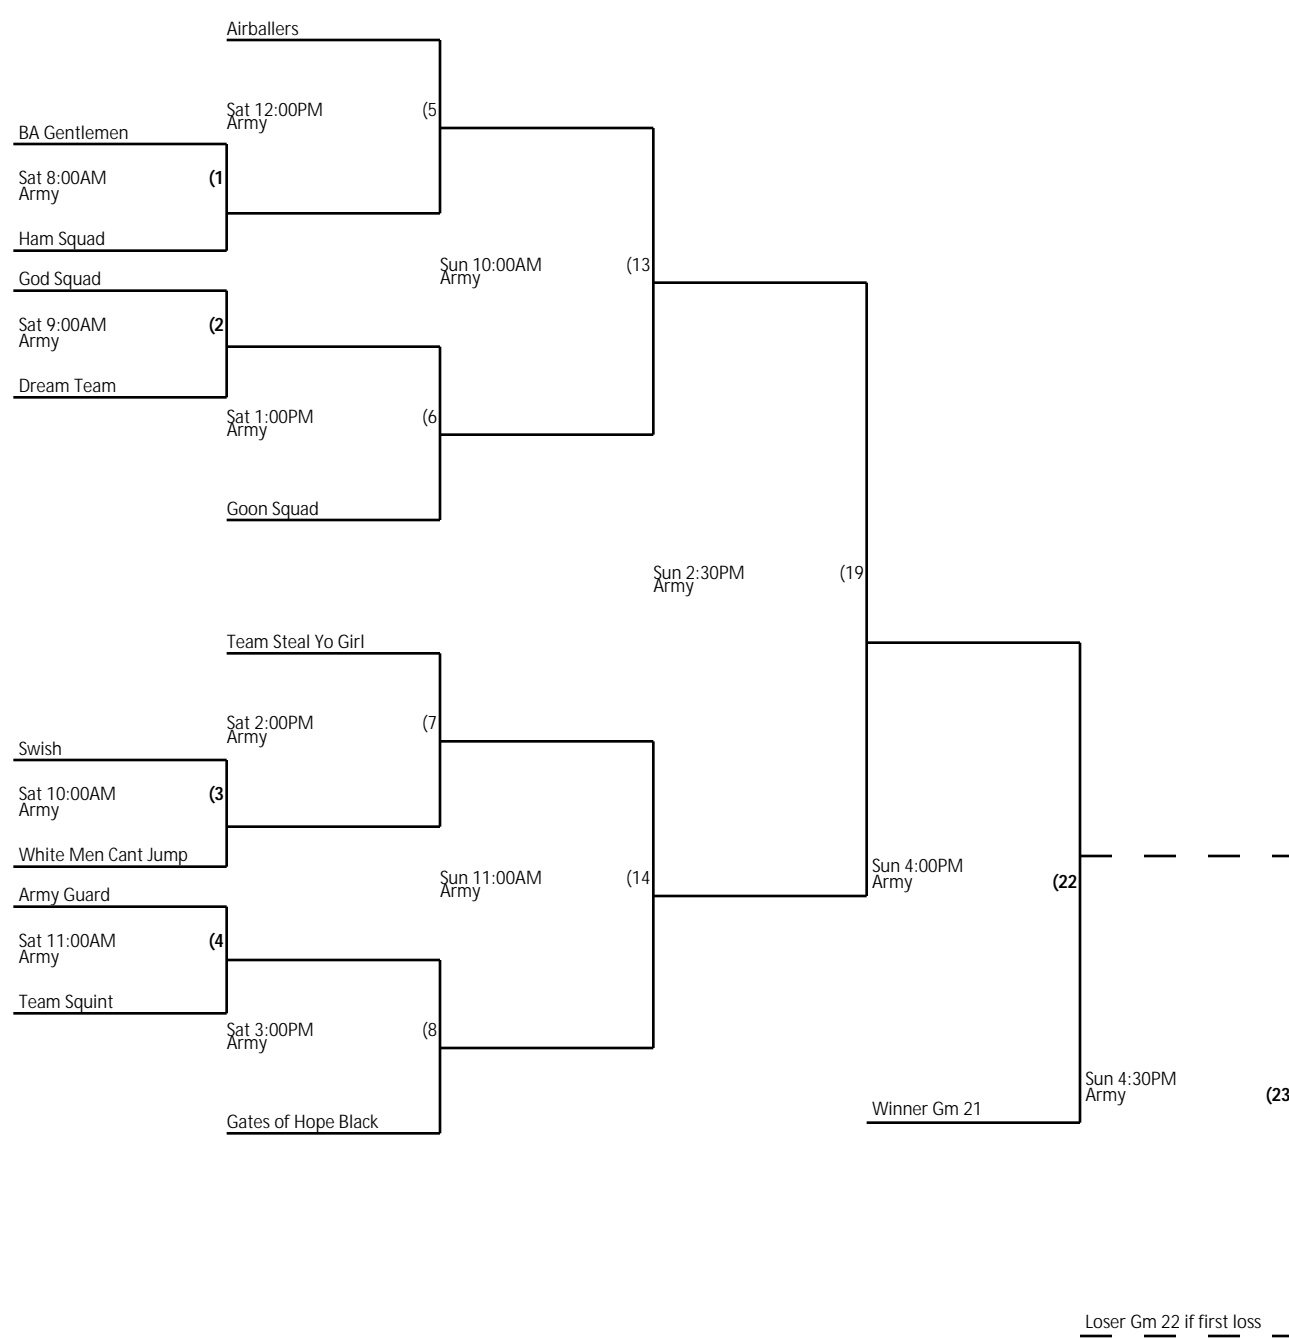 Airballers
Sat 12:00PM (5
Army
BA Gentlemen
Sat 8:00AM (1
Army
Ham Squad
God Squad
Sun 10:00AM (13
Army
Sat 9:00AM (2
Army
Dream Team
Sat 1:00PM (6
Army
Goon Squad
Sun 2:30PM (19
Army
Team Steal Yo Girl
Sat 2:00PM (7
Army
Swish
Sat 10:00AM (3
Army
White Men Cant Jump
Sun 11:00AM (14
Army
Sun 4:00PM (22
Army
Army Guard
Sat 11:00AM (4
Army
Team Squint
Sat 3:00PM (8
Army
Gates of Hope Black
Sun 4:30PM (23
Army
Winner Gm 21
Loser Gm 22 if first loss